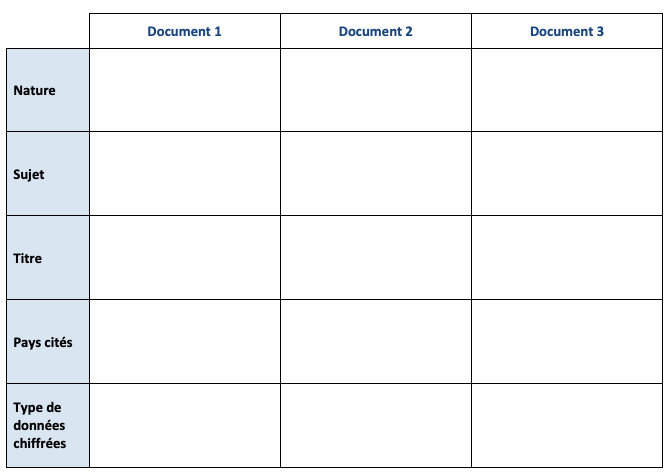 Document 1 Document 2 Document 3
Nature
Sujet
Titre
Pays cités
Type de
données
chiffrées